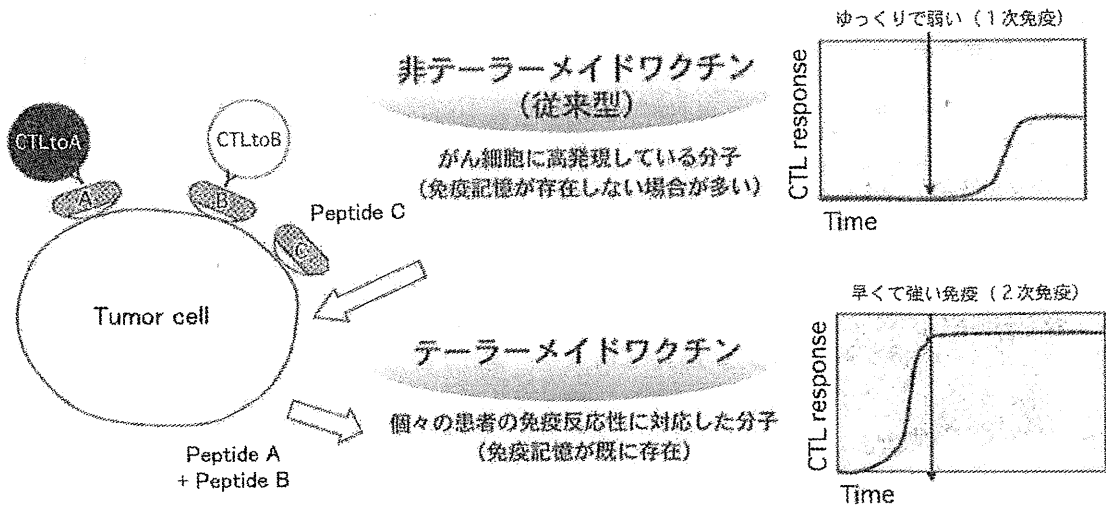 ゆっくりで弱い（1次免疫）
非テーラーメイドワクチン
（従来型）
がん細胞に高発現している分子
（免疫記憶が存在しない場合が多い）
CTL response
Time
CTLtoA
CTLtoB
A
B
C
Peptide C
Tumor cell
Peptide A
+ Peptide B
テーラーメイドワクチン
個々の患者の免疫反応性に対応した分子
（免疫記憶が既に存在）
早くて強い免疫（2次免疫）
CTL response
Time